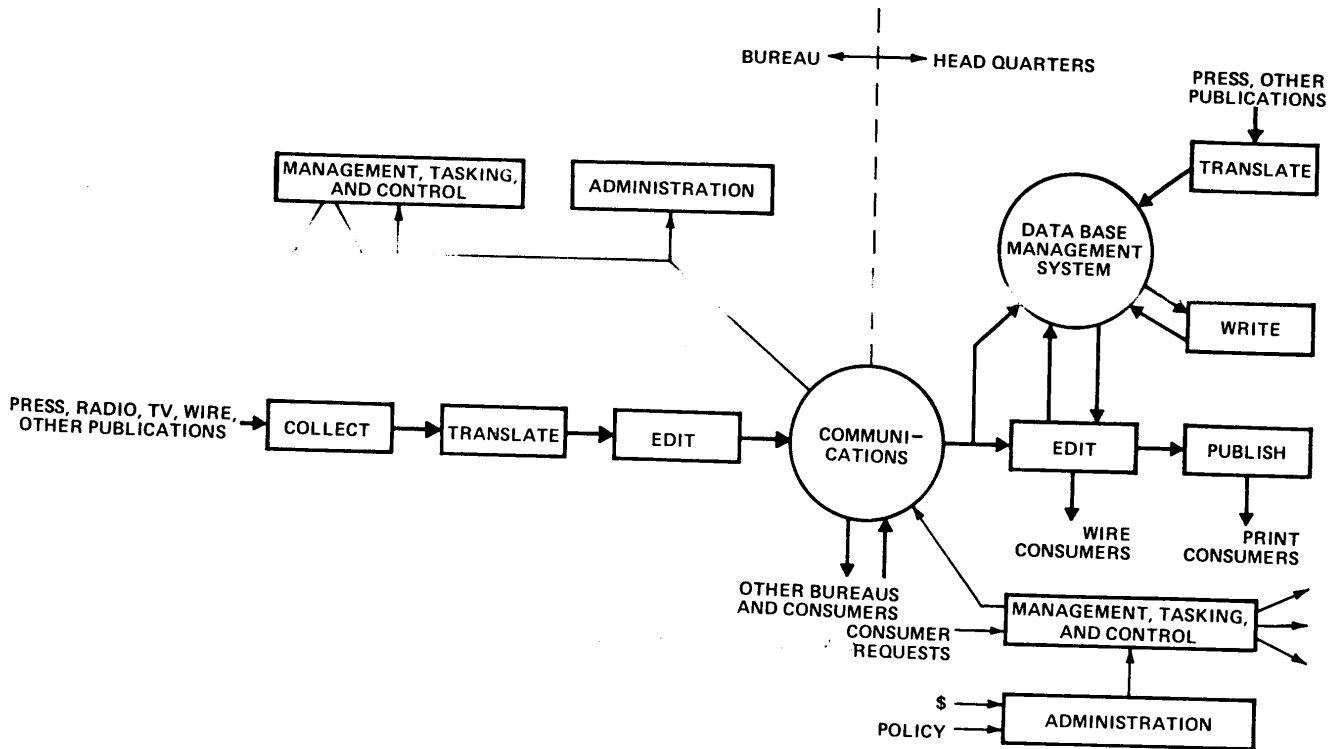 BUREAU
HEAD QUARTERS
PRESS, OTHER
PUBLICATIONS
MANAGEMENT, TASKING,
AND CONTROL
ADMINISTRATION
TRANSLATE
DATA BASE
MANAGEMENT
SYSTEM
WRITE
PRESS, RADIO, TV, WIRE,
OTHER PUBLICATIONS
COLLECT
TRANSLATE
EDIT
COMMUNI-
CATIONS
EDIT
PUBLISH
WIRE
CONSUMERS
PRINT
CONSUMERS
OTHER BUREAUS
AND CONSUMERS
CONSUMER
REQUESTS
MANAGEMENT, TASKING,
AND CONTROL
$
POLICY
ADMINISTRATION